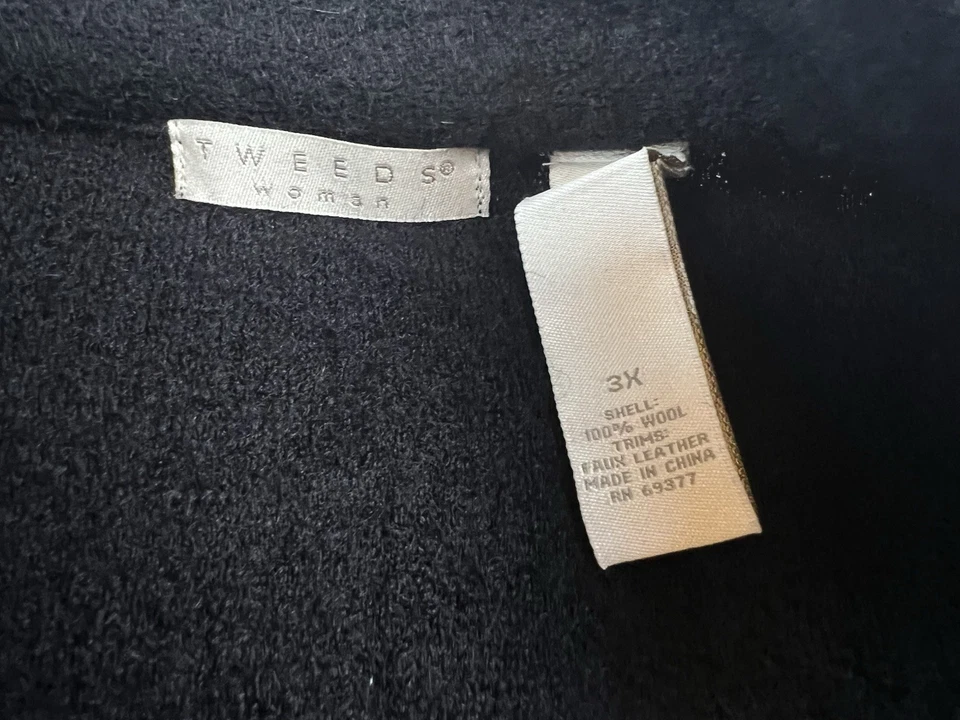 TWEEDS®
woman
3X
SHELL:
100% WOOL
TRIMS:
FAUX LEATHER
MADE IN CHINA
RN 69377